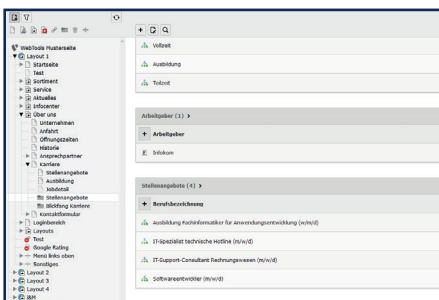 WebTools Musterseite
Layout 1
Startseite
Test
Sortiment
Service
Aktuelles
Infocenter
Über uns
Unternehmen
Anfahrt
Öffnungszeiten
Historie
Ansprechpartner
Karriere
Stellenangebote
Ausbildung
Jobdetail
Stellenangebote
Blickfang Karriere
Kontaktformular
Loginbereich
Layouts
Test
Google Rating
Menü links oben
Sonstiges
Layout 2
Layout 3
Layout 4
I&M
Vollzeit
Ausbildung
Teilzeit
Arbeitgeber (1) >
+ Arbeitgeber
Infokom
Stellenangebote (4) >
+ Berufsbezeichnung
Ausbildung Fachinformatiker für Anwendungsentwicklung (w/m/d)
IT-Spezialist technische Hotline (m/w/d)
IT-Support-Consultant Rechnungswesen (m/w/d)
Softwareentwickler (m/w/d)